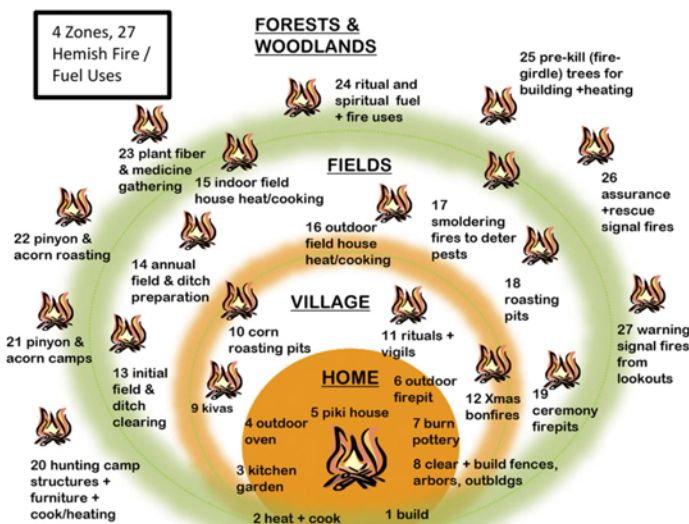 4 Zones, 27
Hemish Fire /
Fuel Uses
FORESTS &
WOODLANDS
24 ritual and
spiritual fuel
+ fire uses
25 pre-kill (fire-
girdle) trees for
building +heating
23 plant fiber
& medicine
gathering
26
assurance
+rescue
signal fires
22 pinyon &
acorn roasting
21 pinyon &
acorn camps
27 warning
signal fires
from
lookouts
20 hunting camp
structures +
furniture +
cook/heating
FIELDS
15 indoor field
house heat/cooking
16 outdoor
field house
heat/cooking
17
smoldering
fires to deter
pests
14 annual
field & ditch
preparation
18
roasting
pits
13 initial
field &
ditch
clearing
19
ceremony
firepits
VILLAGE
10 corn
roasting pits
11 rituals +
vigils
9 kivas
12 Xmas
bonfires
HOME
6 outdoor
firepit
5 piki house
4 outdoor
oven
7 burn
pottery
3 kitchen
garden
8 clear + build fences,
arbors, outbldgs
2 heat + cook
1 build